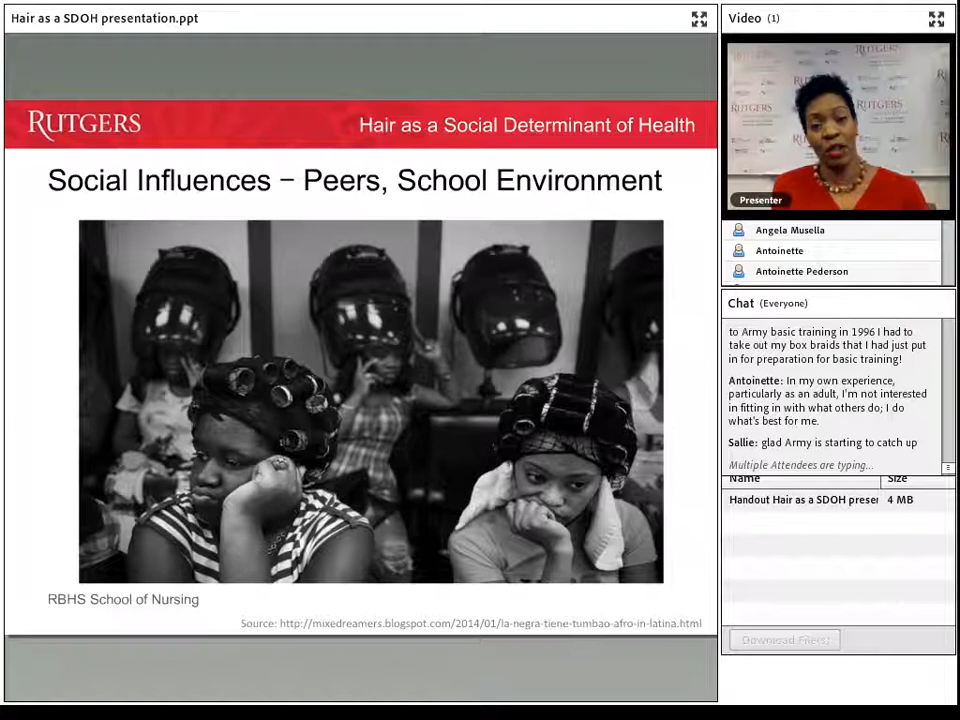 Hair as a SDOH presentation.ppt
RUTGERS
Hair as a Social Determinant of Health
Social Influences – Peers, School Environment
RBHS School of Nursing
Source: http://mixedreamers.blogspot.com/2014/01/la-negra-tiene-tumbao-afro-in-latina.html
Video (1)
RUTGERS
RUTGERS
RUTGERS
Presenter
Angela Musella
Antoinette
Antoinette Pederson
Chat (Everyone)
to Army basic training in 1996 I had to
take out my box braids that I had just put
in for preparation for basic training!
Antoinette: In my own experience,
particularly as an adult, I'm not interested
in fitting in with what others do; I do
what's best for me.
Sallie: glad Army is starting to catch up
Multiple Attendees are typing...
Name Size
Handout Hair as a SDOH preser 4 MB
Download File(s)